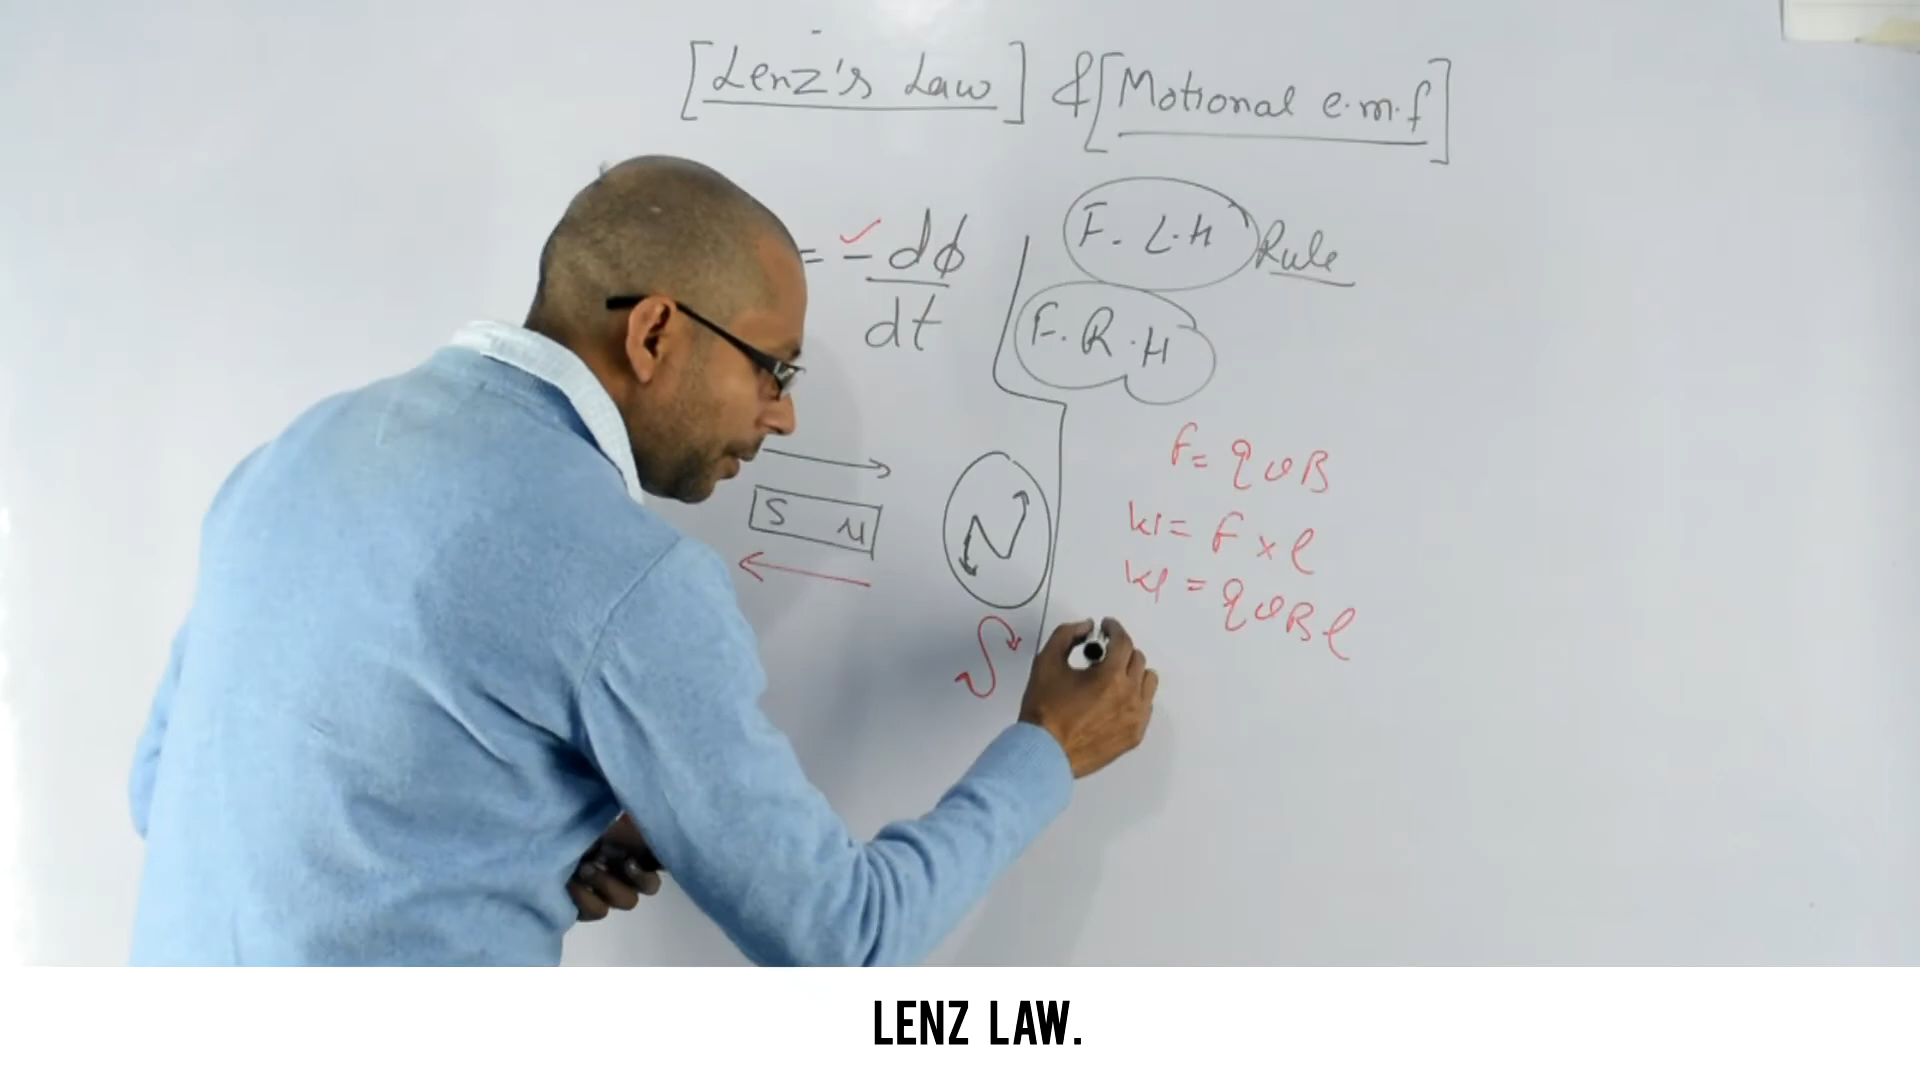 [Lenz's Law] & [Motional e.m.f]
= - dϕ
dt
F. L.H Rule
F.R.H
F = qvB
W = F x l
W = qvBl
S N
N
S
LENZ LAW.